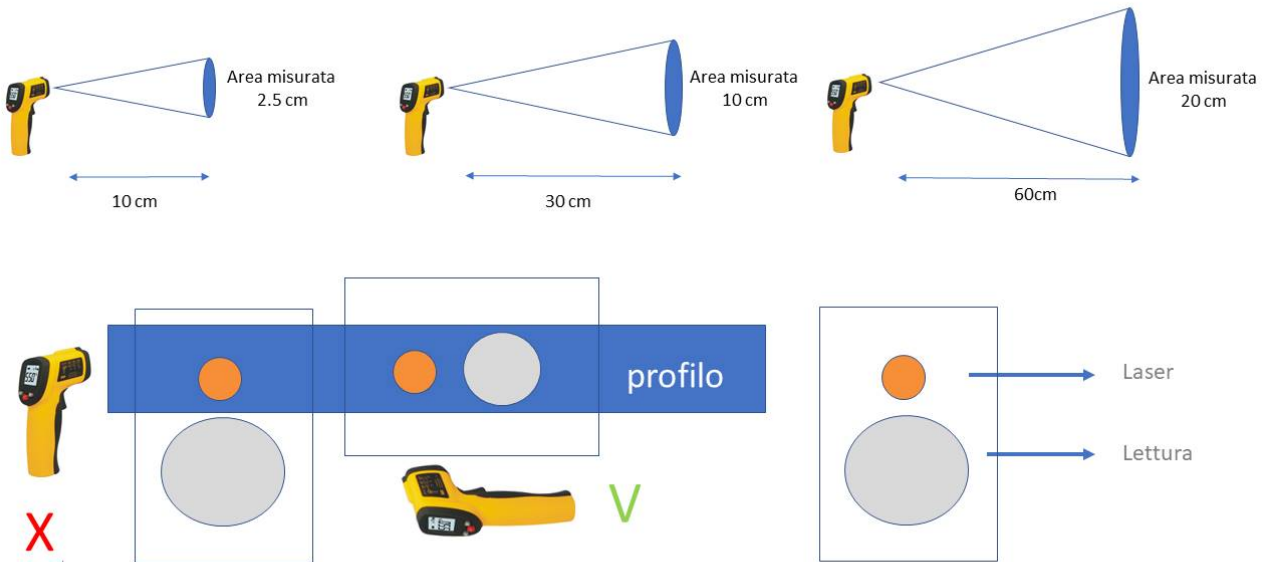 Area misurata
2.5 cm
10 cm
Area misurata
10 cm
30 cm
Area misurata
20 cm
60cm
profilo
X
V
Laser
Lettura